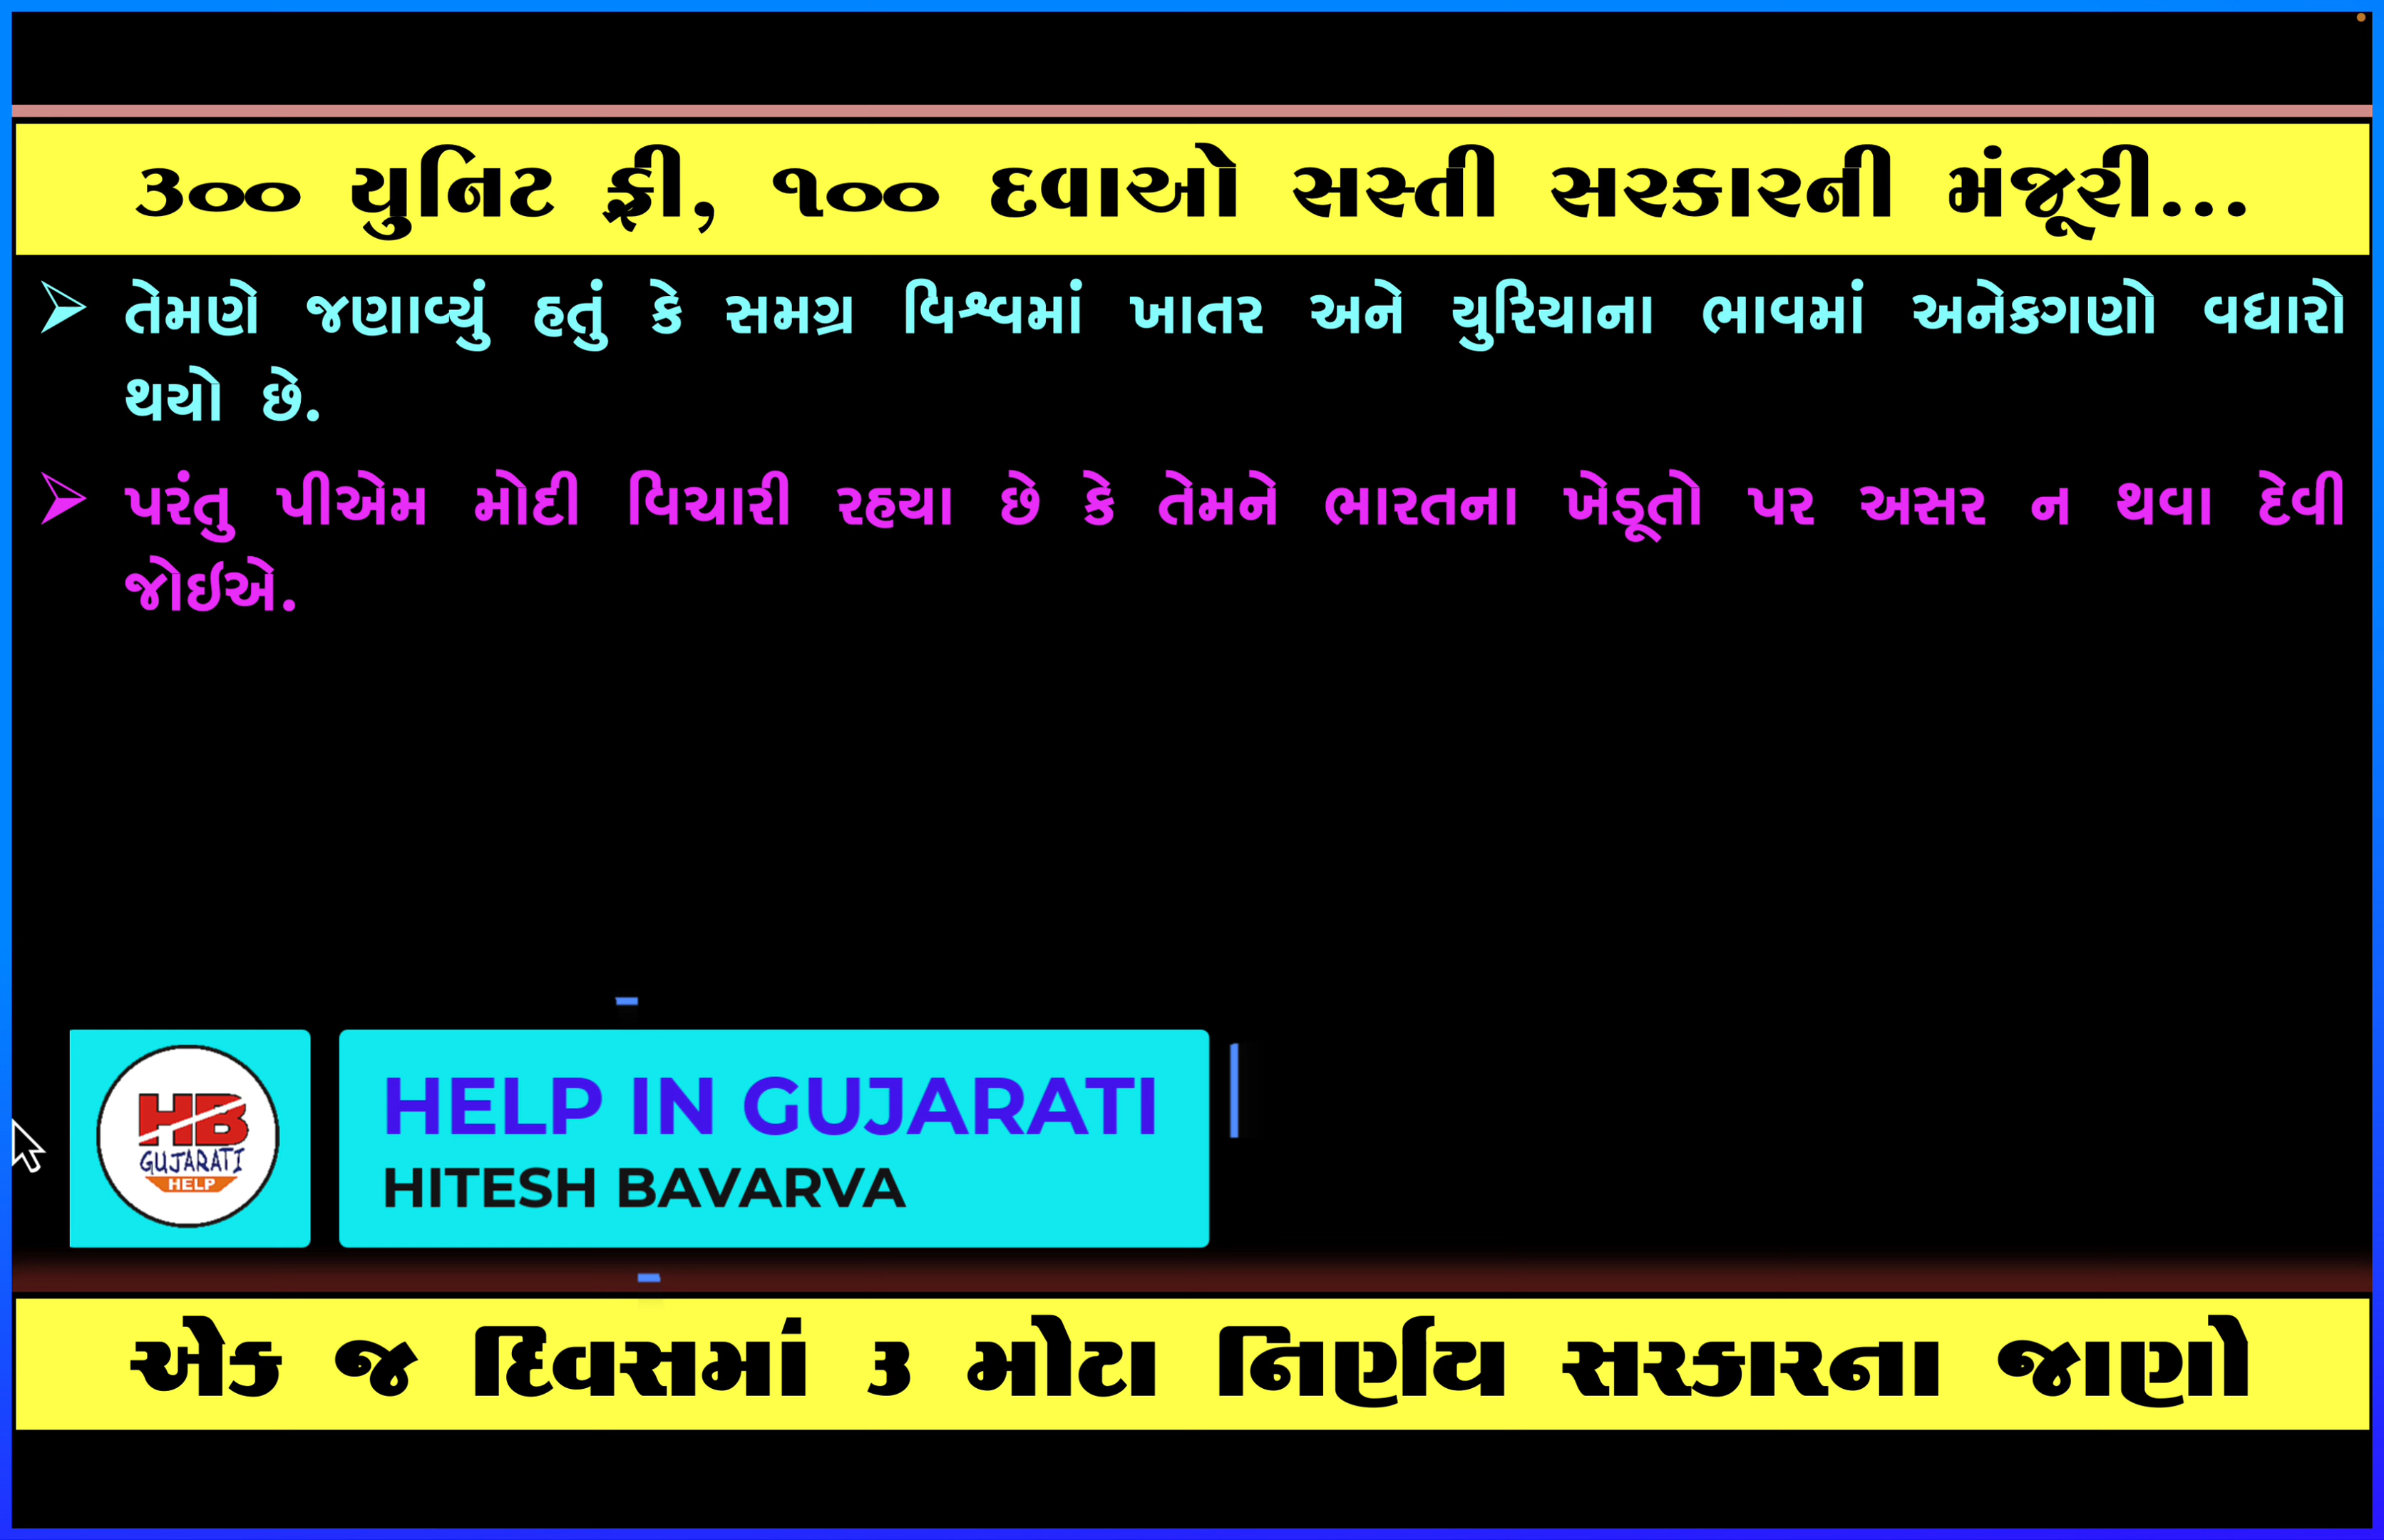 ૩૦૦ યુનિટ ફ્રી, ૧૦૦ દવાઓ સસ્તી સરકારની મંજૂરી...
તેમણે જણાવ્યું હતું કે સમગ્ર વિશ્વમાં ખાતર અને યુરિયાના ભાવમાં અનેકગણો વધારો
થયો છે.
પરંતુ પીએમ મોદી વિચારી રહયા છે કે તેમને ભારતના ખેડૂતો પર અસર ન થવા દેવી
જોઈએ.
HB
GUJARATI
HELP
HELP IN GUJARATI
HITESH BAVARVA
એક જ દિવસમાં ૩ મોટા નિર્ણય સરકારના જાણો